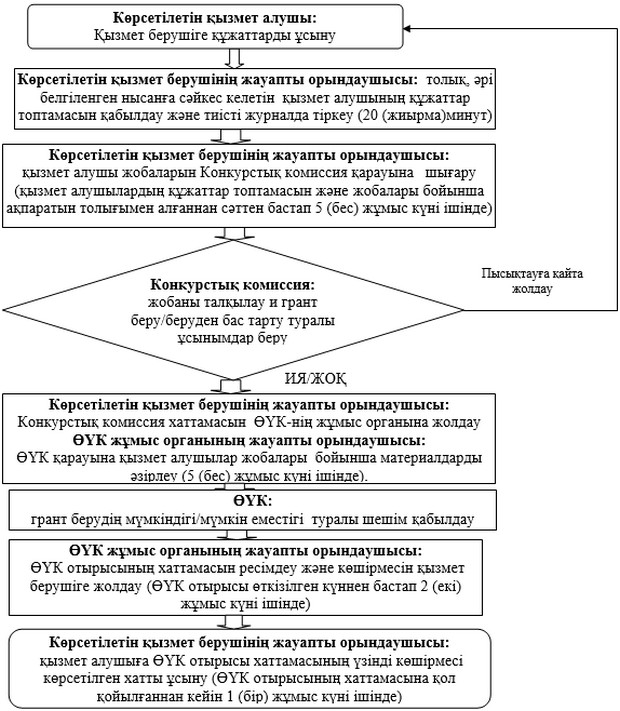 Көрсетілетін қызмет алушы:
Қызмет берушіге құжаттарды ұсыну
Көрсетілетін қызмет берушінің жауапты орындаушысы: толық, әрі
белгіленген нысанға сәйкес келетін қызмет алушының құжаттар
топтамасын қабылдау және тиісті журналда тіркеу (20 (жиырма)минут)
Көрсетілетін қызмет берушінің жауапты орындаушысы:
қызмет алушы жобаларын Конкурстық комиссия қарауына шығару
(қызмет алушылардың құжаттар топтамасын және жобалары бойынша
ақпаратын толығымен алғаннан сәттен бастап 5 (бес) жұмыс күні ішінде)
Конкурстық комиссия:
жобаны талқылау и грант
беру/беруден бас тарту туралы
ұсынымдар беру
Пысықтауға қайта
жолдау
ИЯ/ЖОҚ
Көрсетілетін қызмет берушінің жауапты орындаушысы:
Конкурстық комиссия хаттамасын ӨҮК-нің жұмыс органына жолдау
ӨҮК жұмыс органының жауапты орындаушысы:
ӨҮК қарауына қызмет алушылар жобалары бойынша материалдарды
әзірлеу (5 (бес) жұмыс күні ішінде).
ӨҮК:
грант берудің мүмкіндігі/мүмкін еместігі туралы шешім қабылдау
ӨҮК жұмыс органының жауапты орындаушысы:
ӨҮК отырысының хаттамасын ресімдеу және көшірмесін қызмет
берушіге жолдау (ӨҮК отырысы өткізілген күннен бастап 2 (екі)
жұмыс күні ішінде)
Көрсетілетін қызмет берушінің жауапты орындаушысы:
қызмет алушыға ӨҮК отырысы хаттамасының үзінді көшірмесі
көрсетілген хатты ұсыну (ӨҮК отырысының хаттамасына қол
қойылғаннан кейін 1 (бір) жұмыс күні ішінде)